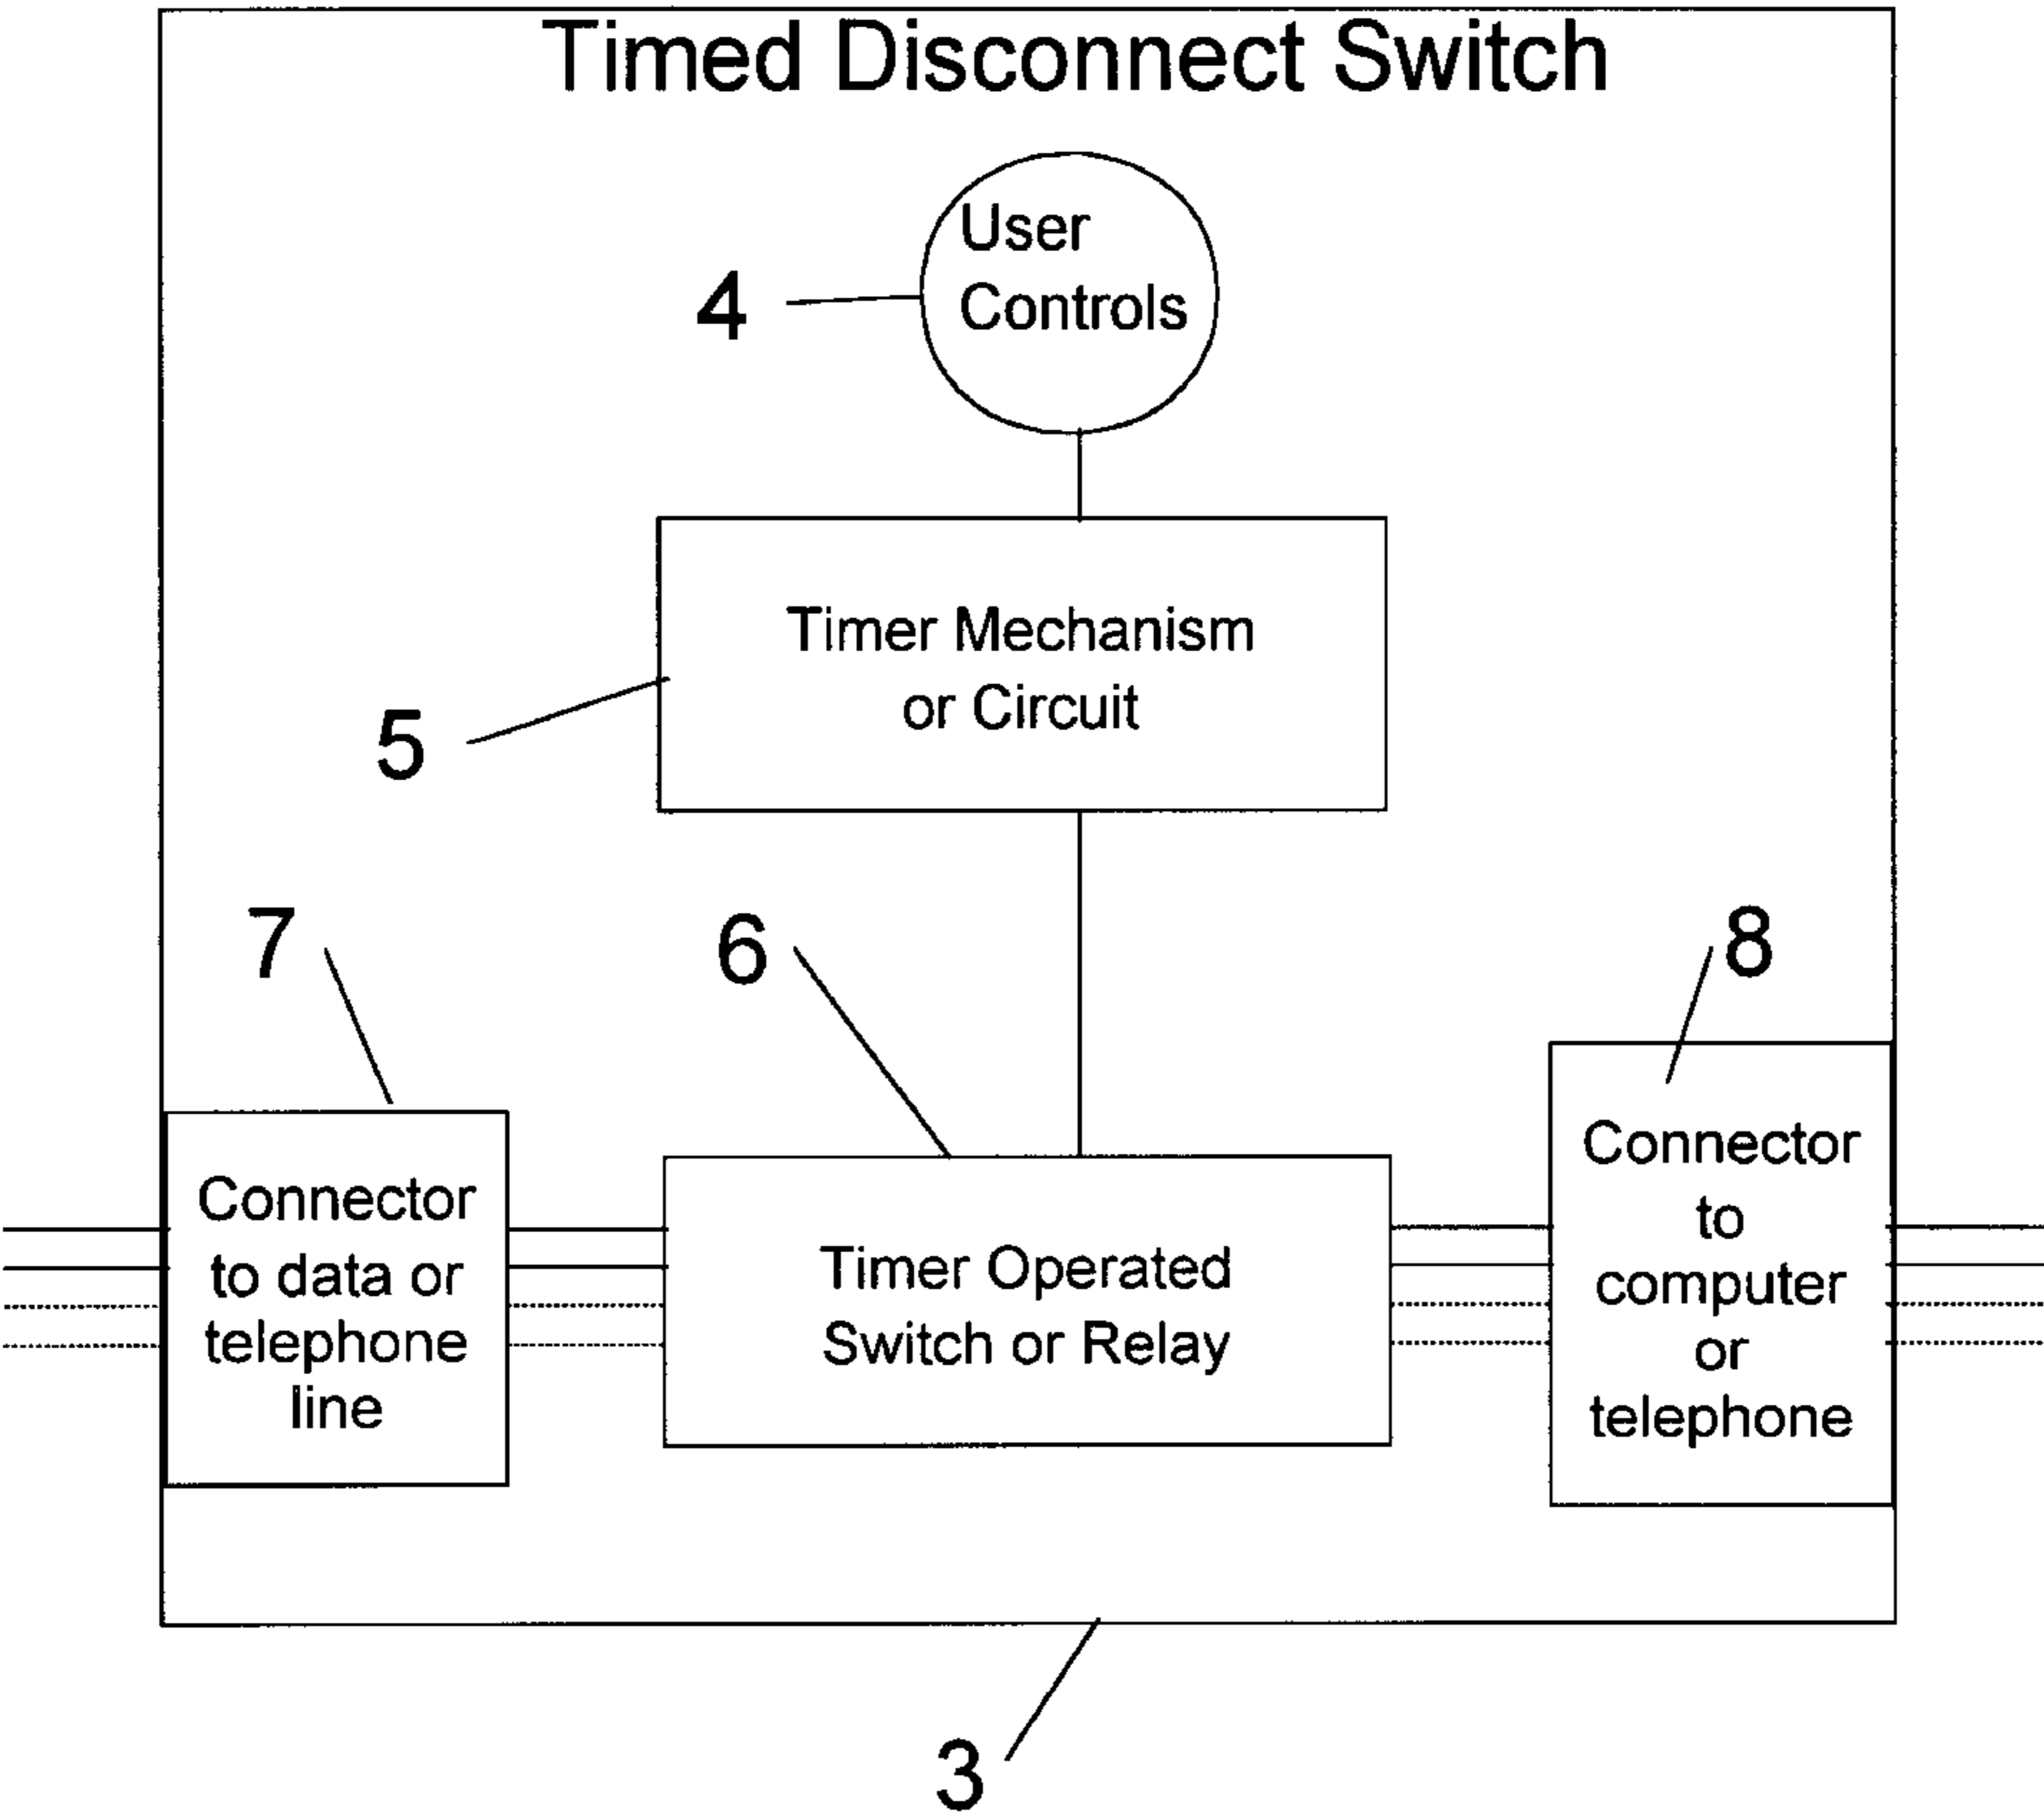 Timed Disconnect Switch
User
Controls
4
Timer Mechanism
or Circuit
5
7
6
8
Connector
to data or
telephone
line
Timer Operated
Switch or Relay
Connector
to
computer
or
telephone
3